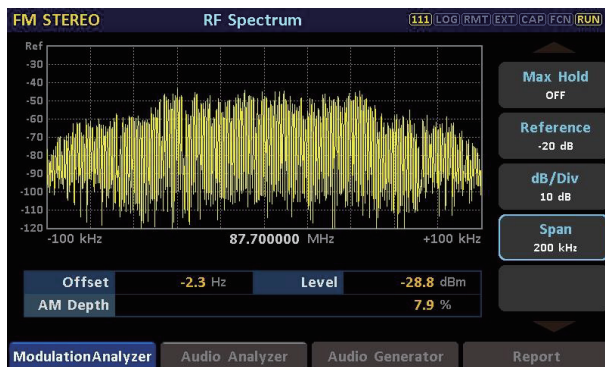 FM STEREO RF Spectrum 111 LOG RMT EXT CAP FCN RUN
Ref
-30
-40
-50
-60
-70
-80
-90
-100
-110
-120
-100 kHz 87.700000 MHz +100 kHz
Max Hold
OFF
Reference
-20 dB
dB/Div
10 dB
Span
200 kHz
Offset -2.3 Hz Level -28.8 dBm
AM Depth 7.9 %
ModulationAnalyzer Audio Analyzer Audio Generator Report